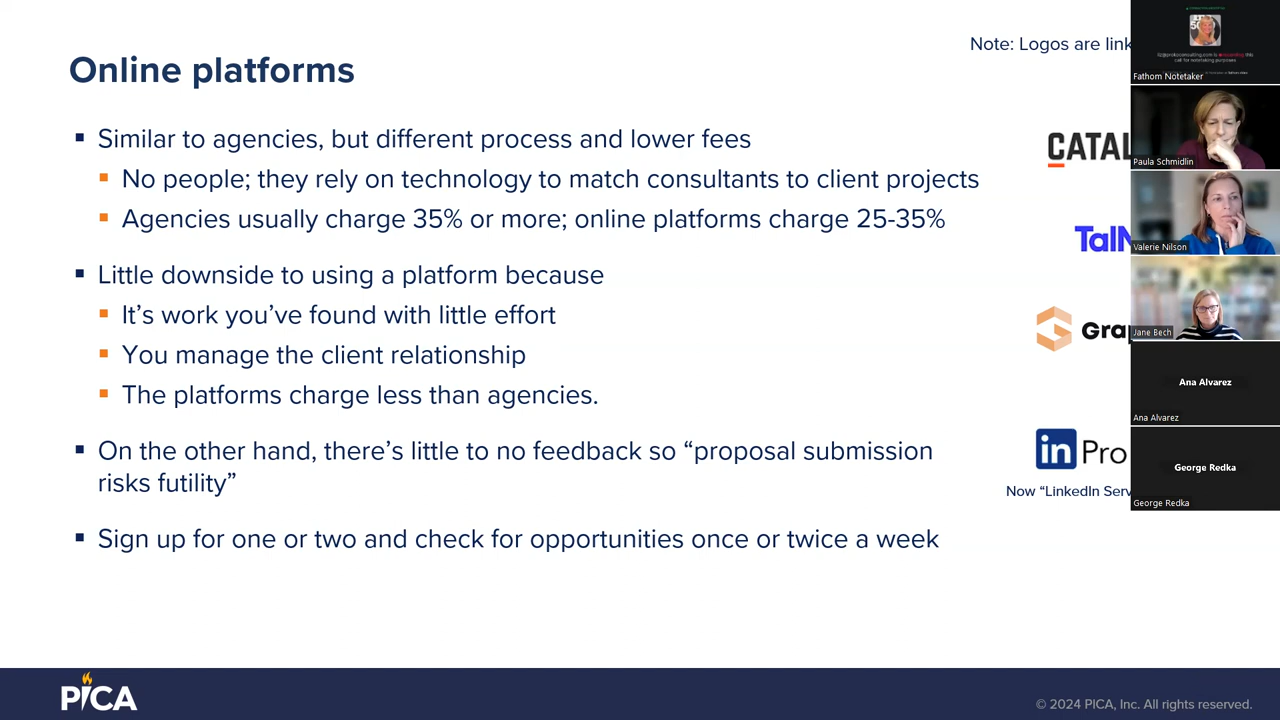 Online platforms
Note: Logos are link
▪ Similar to agencies, but different process and lower fees
▪ No people; they rely on technology to match consultants to client projects
▪ Agencies usually charge 35% or more; online platforms charge 25-35%
▪ Little downside to using a platform because
▪ It’s work you’ve found with little effort
▪ You manage the client relationship
▪ The platforms charge less than agencies.
▪ On the other hand, there’s little to no feedback so “proposal submission
risks futility”
▪ Sign up for one or two and check for opportunities once or twice a week
CATAL
TalN
Grap
in Pro
Now “LinkedIn Serv
call for notetaking purposes
Fathom Notetaker
Paula Schmidlin
Valerie Nilson
Jane Bech
Ana Alvarez
Ana Alvarez
George Redka
George Redka
PICA
© 2024 PICA, Inc. All rights reserved.